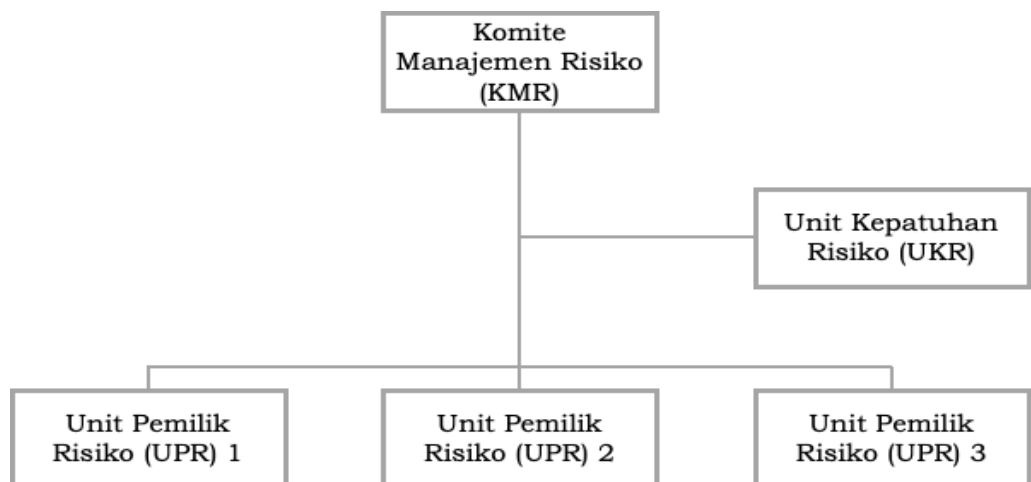 Komite
Manajemen Risiko
(KMR)
Unit Kepatuhan
Risiko (UKR)
Unit Pemilik
Risiko (UPR) 1
Unit Pemilik
Risiko (UPR) 2
Unit Pemilik
Risiko (UPR) 3